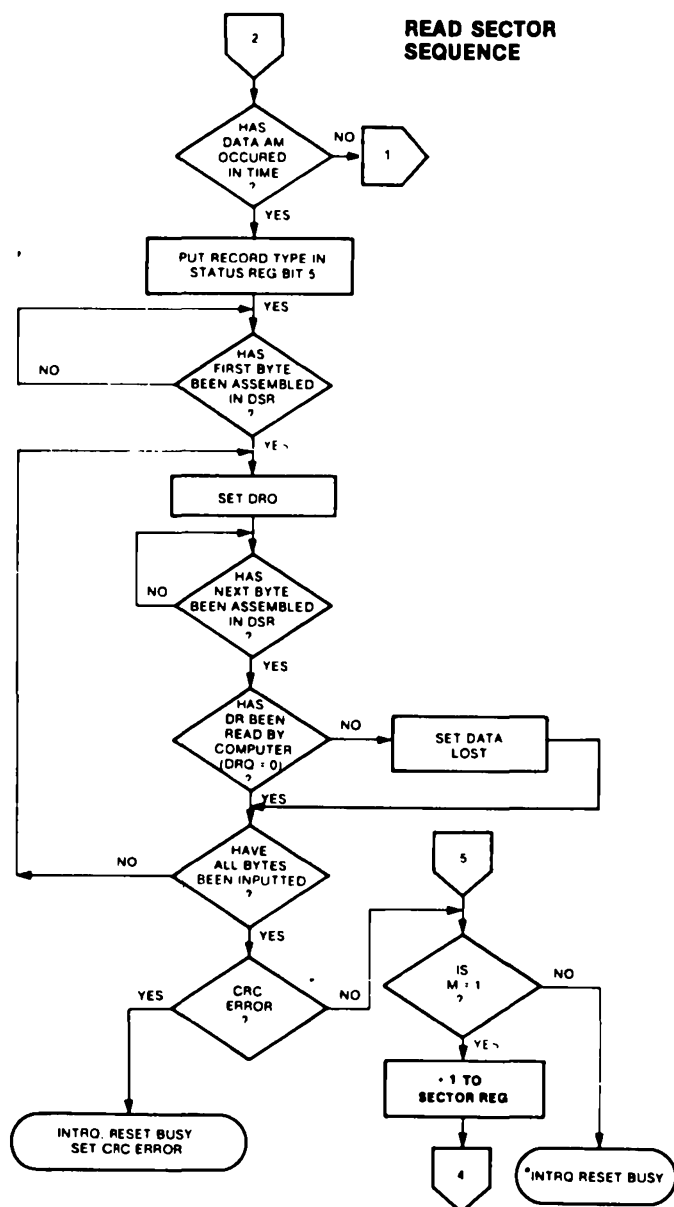 READ SECTOR
SEQUENCE
2
HAS
DATA AM
OCCURED
IN TIME
?
NO
1
YES
PUT RECORD TYPE IN
STATUS REG BIT 5
YES
NO
HAS
FIRST BYTE
BEEN ASSEMBLED
IN DSR
?
YES
SET DRO
NO
HAS
NEXT BYTE
BEEN ASSEMBLED
IN DSR
?
YES
HAS
DR BEEN
READ BY
COMPUTER
(DRQ = 0)
?
NO
SET DATA
LOST
YES
NO
HAVE
ALL BYTES
BEEN INPUTTED
?
5
YES
YES
CRC
ERROR
?
NO
IS
M = 1
?
NO
YES
+ 1 TO
SECTOR REG
INTRQ. RESET BUSY
SET CRC ERROR
4
INTRQ RESET BUSY